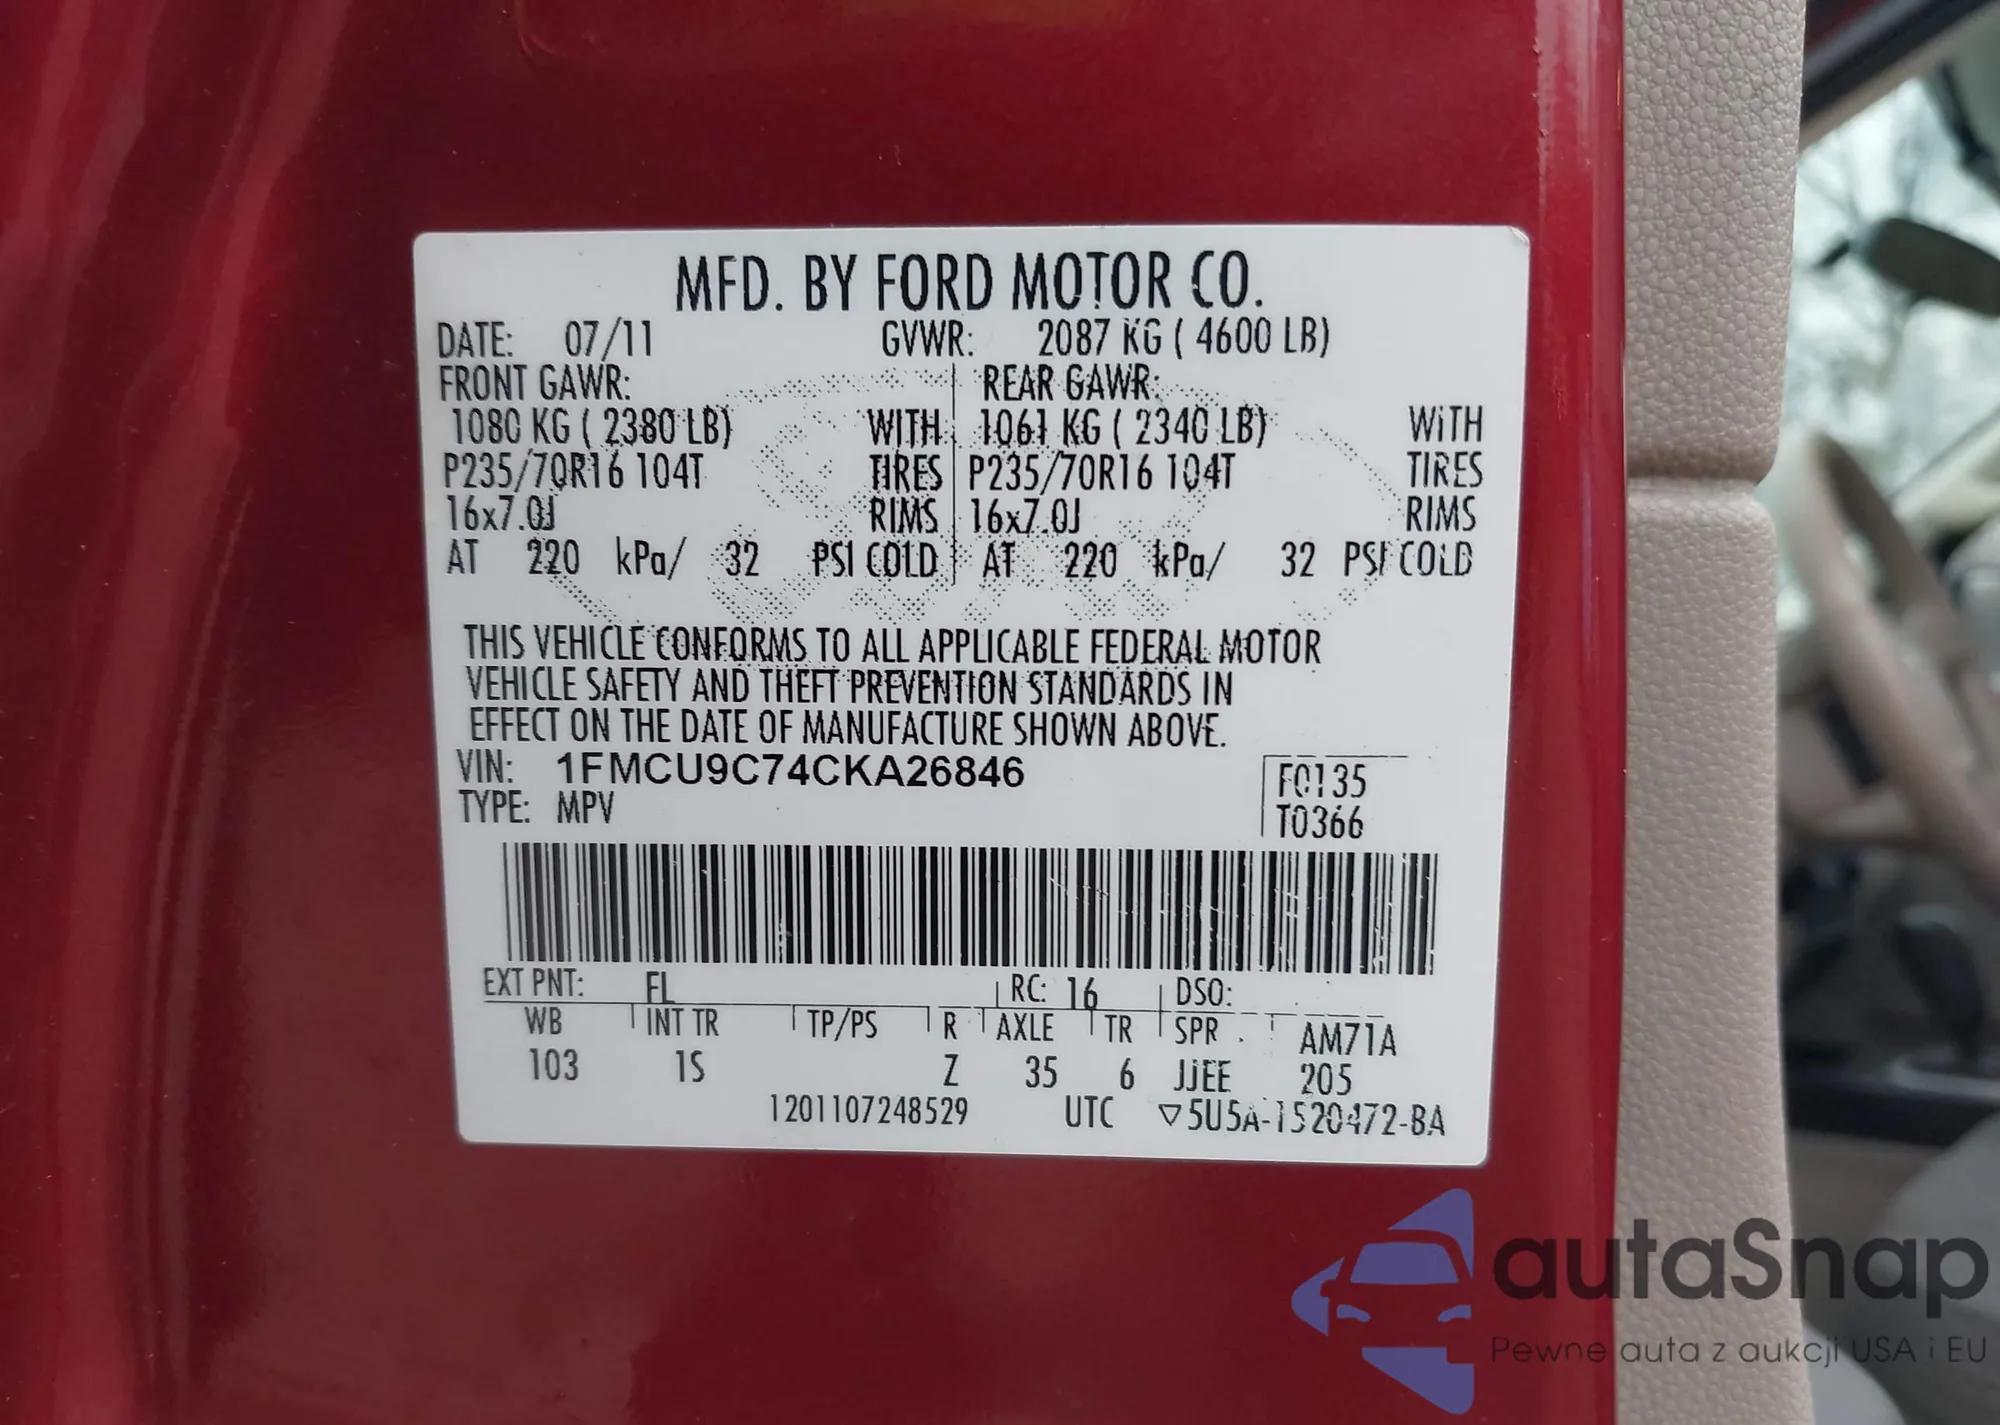 MFD. BY FORD MOTOR CO.
DATE: 07/11 GVWR: 2087 KG ( 4600 LB)
FRONT GAWR: REAR GAWR:
1080 KG ( 2380 LB) WITH 1061 KG ( 2340 LB) WITH
P235/70R16 104T TIRES P235/70R16 104T TIRES
16x7.0J RIMS 16x7.0J RIMS
AT 220 kPa/ 32 PSI COLD AT 220 kPa/ 32 PSI COLD
THIS VEHICLE CONFORMS TO ALL APPLICABLE FEDERAL MOTOR
VEHICLE SAFETY AND THEFT PREVENTION STANDARDS IN
EFFECT ON THE DATE OF MANUFACTURE SHOWN ABOVE.
VIN: 1FMCU9C74CKA26846 F0135
TYPE: MPV T0366
EXT PNT: FL RC: 16 DSO:
WB INT TR TP/PS R AXLE TR SPR AM71A
103 1S Z 35 6 JJEE 205
1201107248529 UTC ▽5U5A-1520472-BA
autaSnap
Pewne auta z aukcji USA i EU